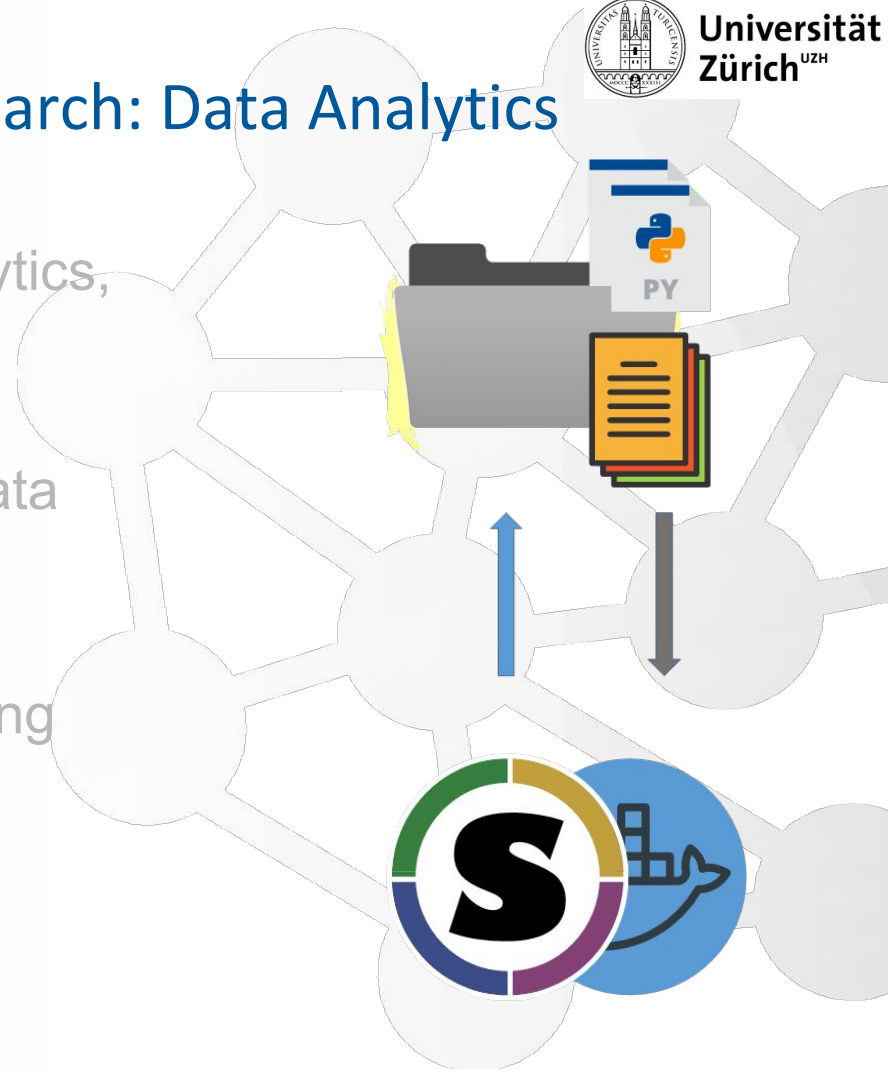 Universität
Zürich UZH
arch: Data Analytics
ytics,
PY
ata
ng
S